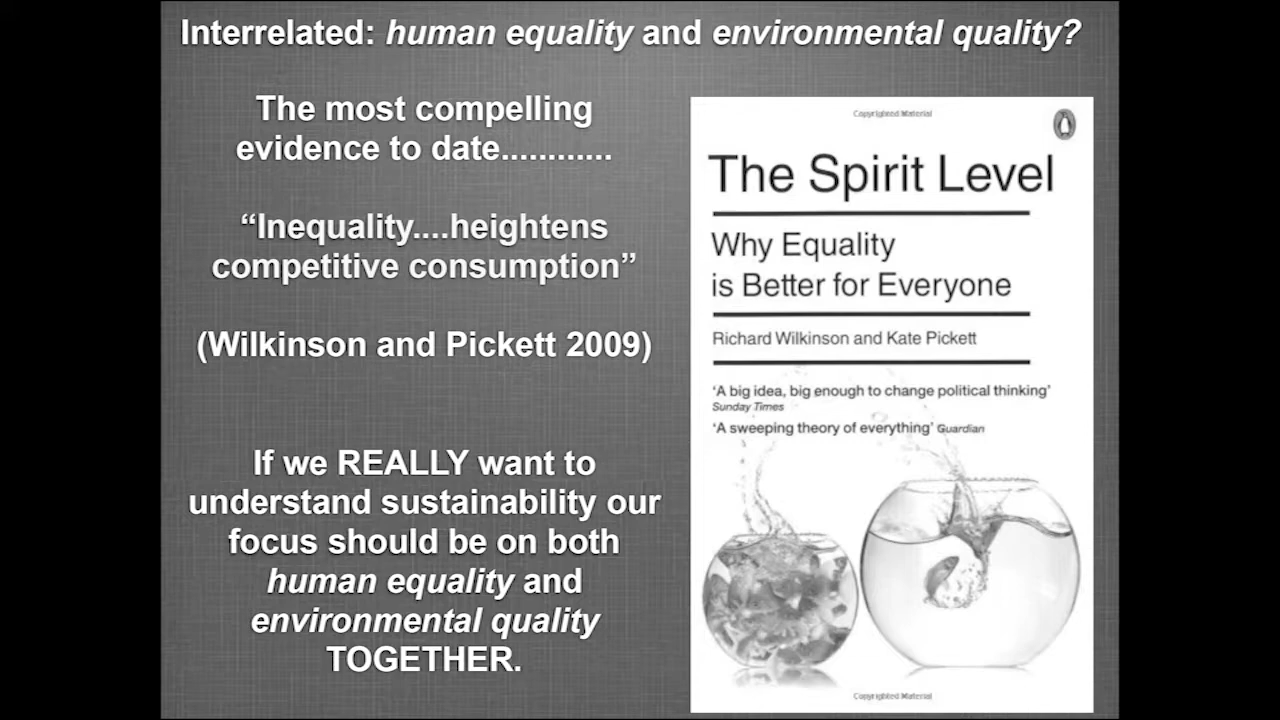 Interrelated: human equality and environmental quality?
The most compelling
evidence to date............
“Inequality....heightens
competitive consumption”
(Wilkinson and Pickett 2009)
If we REALLY want to
understand sustainability our
focus should be on both
human equality and
environmental quality
TOGETHER.
Copyrighted Material
The Spirit Level
Why Equality
is Better for Everyone
Richard Wilkinson and Kate Pickett
‘A big idea, big enough to change political thinking’
Sunday Times
‘A sweeping theory of everything’ Guardian
Copyrighted Material